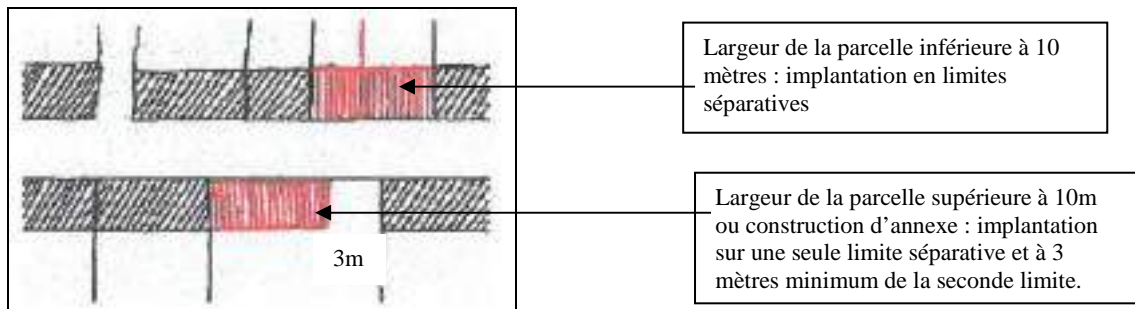 Largeur de la parcelle inférieure à 10
mètres : implantation en limites
séparatives
Largeur de la parcelle supérieure à 10m
ou construction d’annexe : implantation
sur une seule limite séparative et à 3
mètres minimum de la seconde limite.
3m